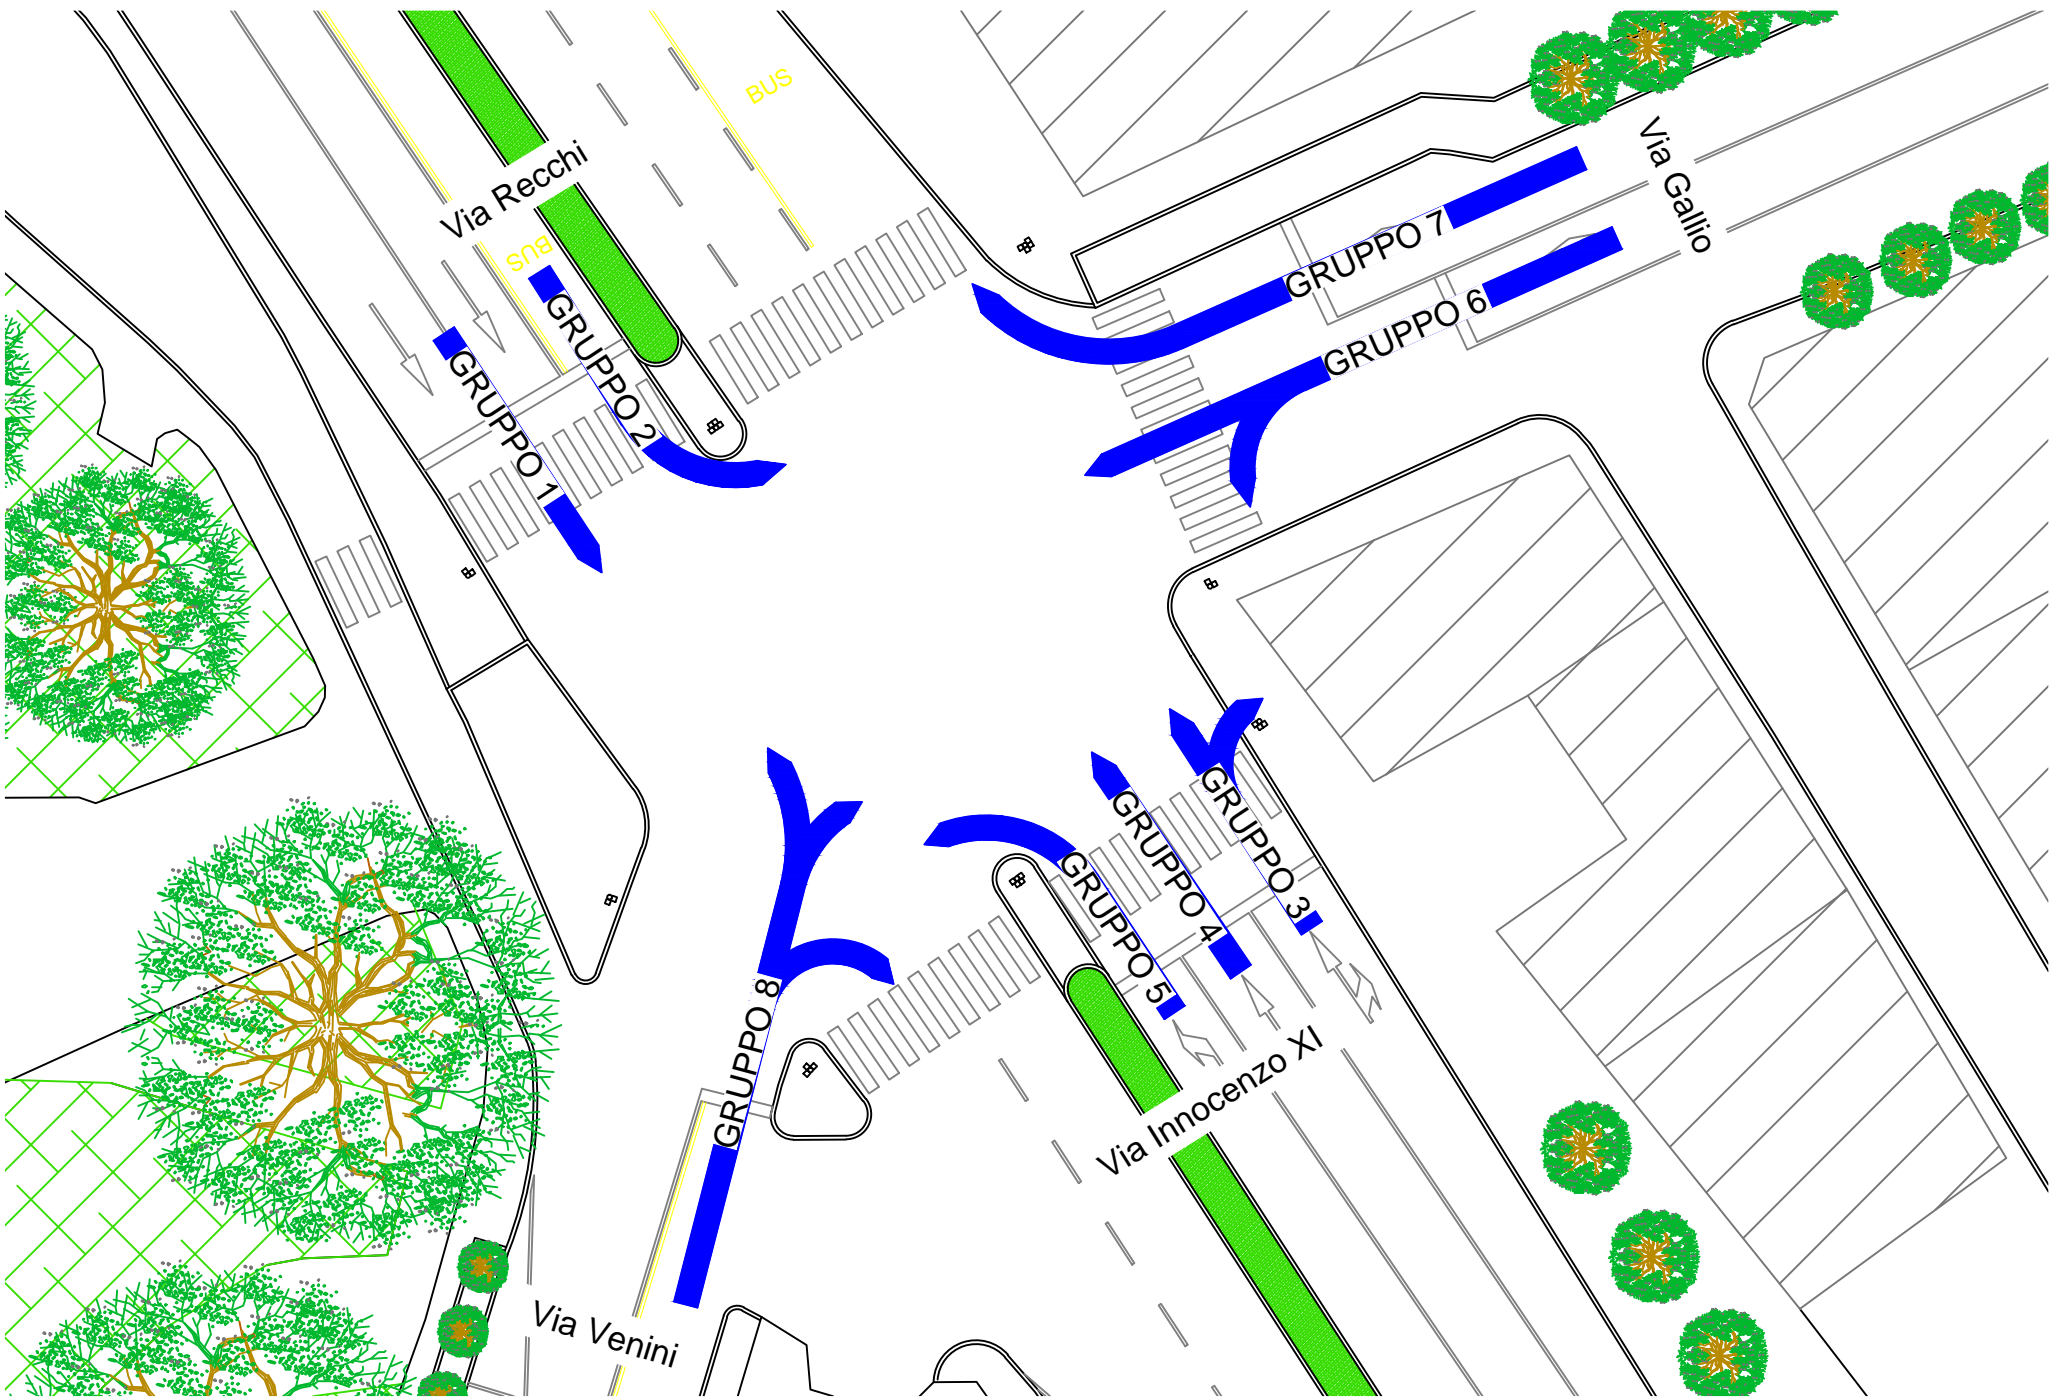 BUS
Via Recchi
BUS
Via Gallio
GRUPPO 7
GRUPPO 6
GRUPPO 2
GRUPPO 1
GRUPPO 3
GRUPPO 4
GRUPPO 5
GRUPPO 8
Via Innocenzo XI
Via Venini